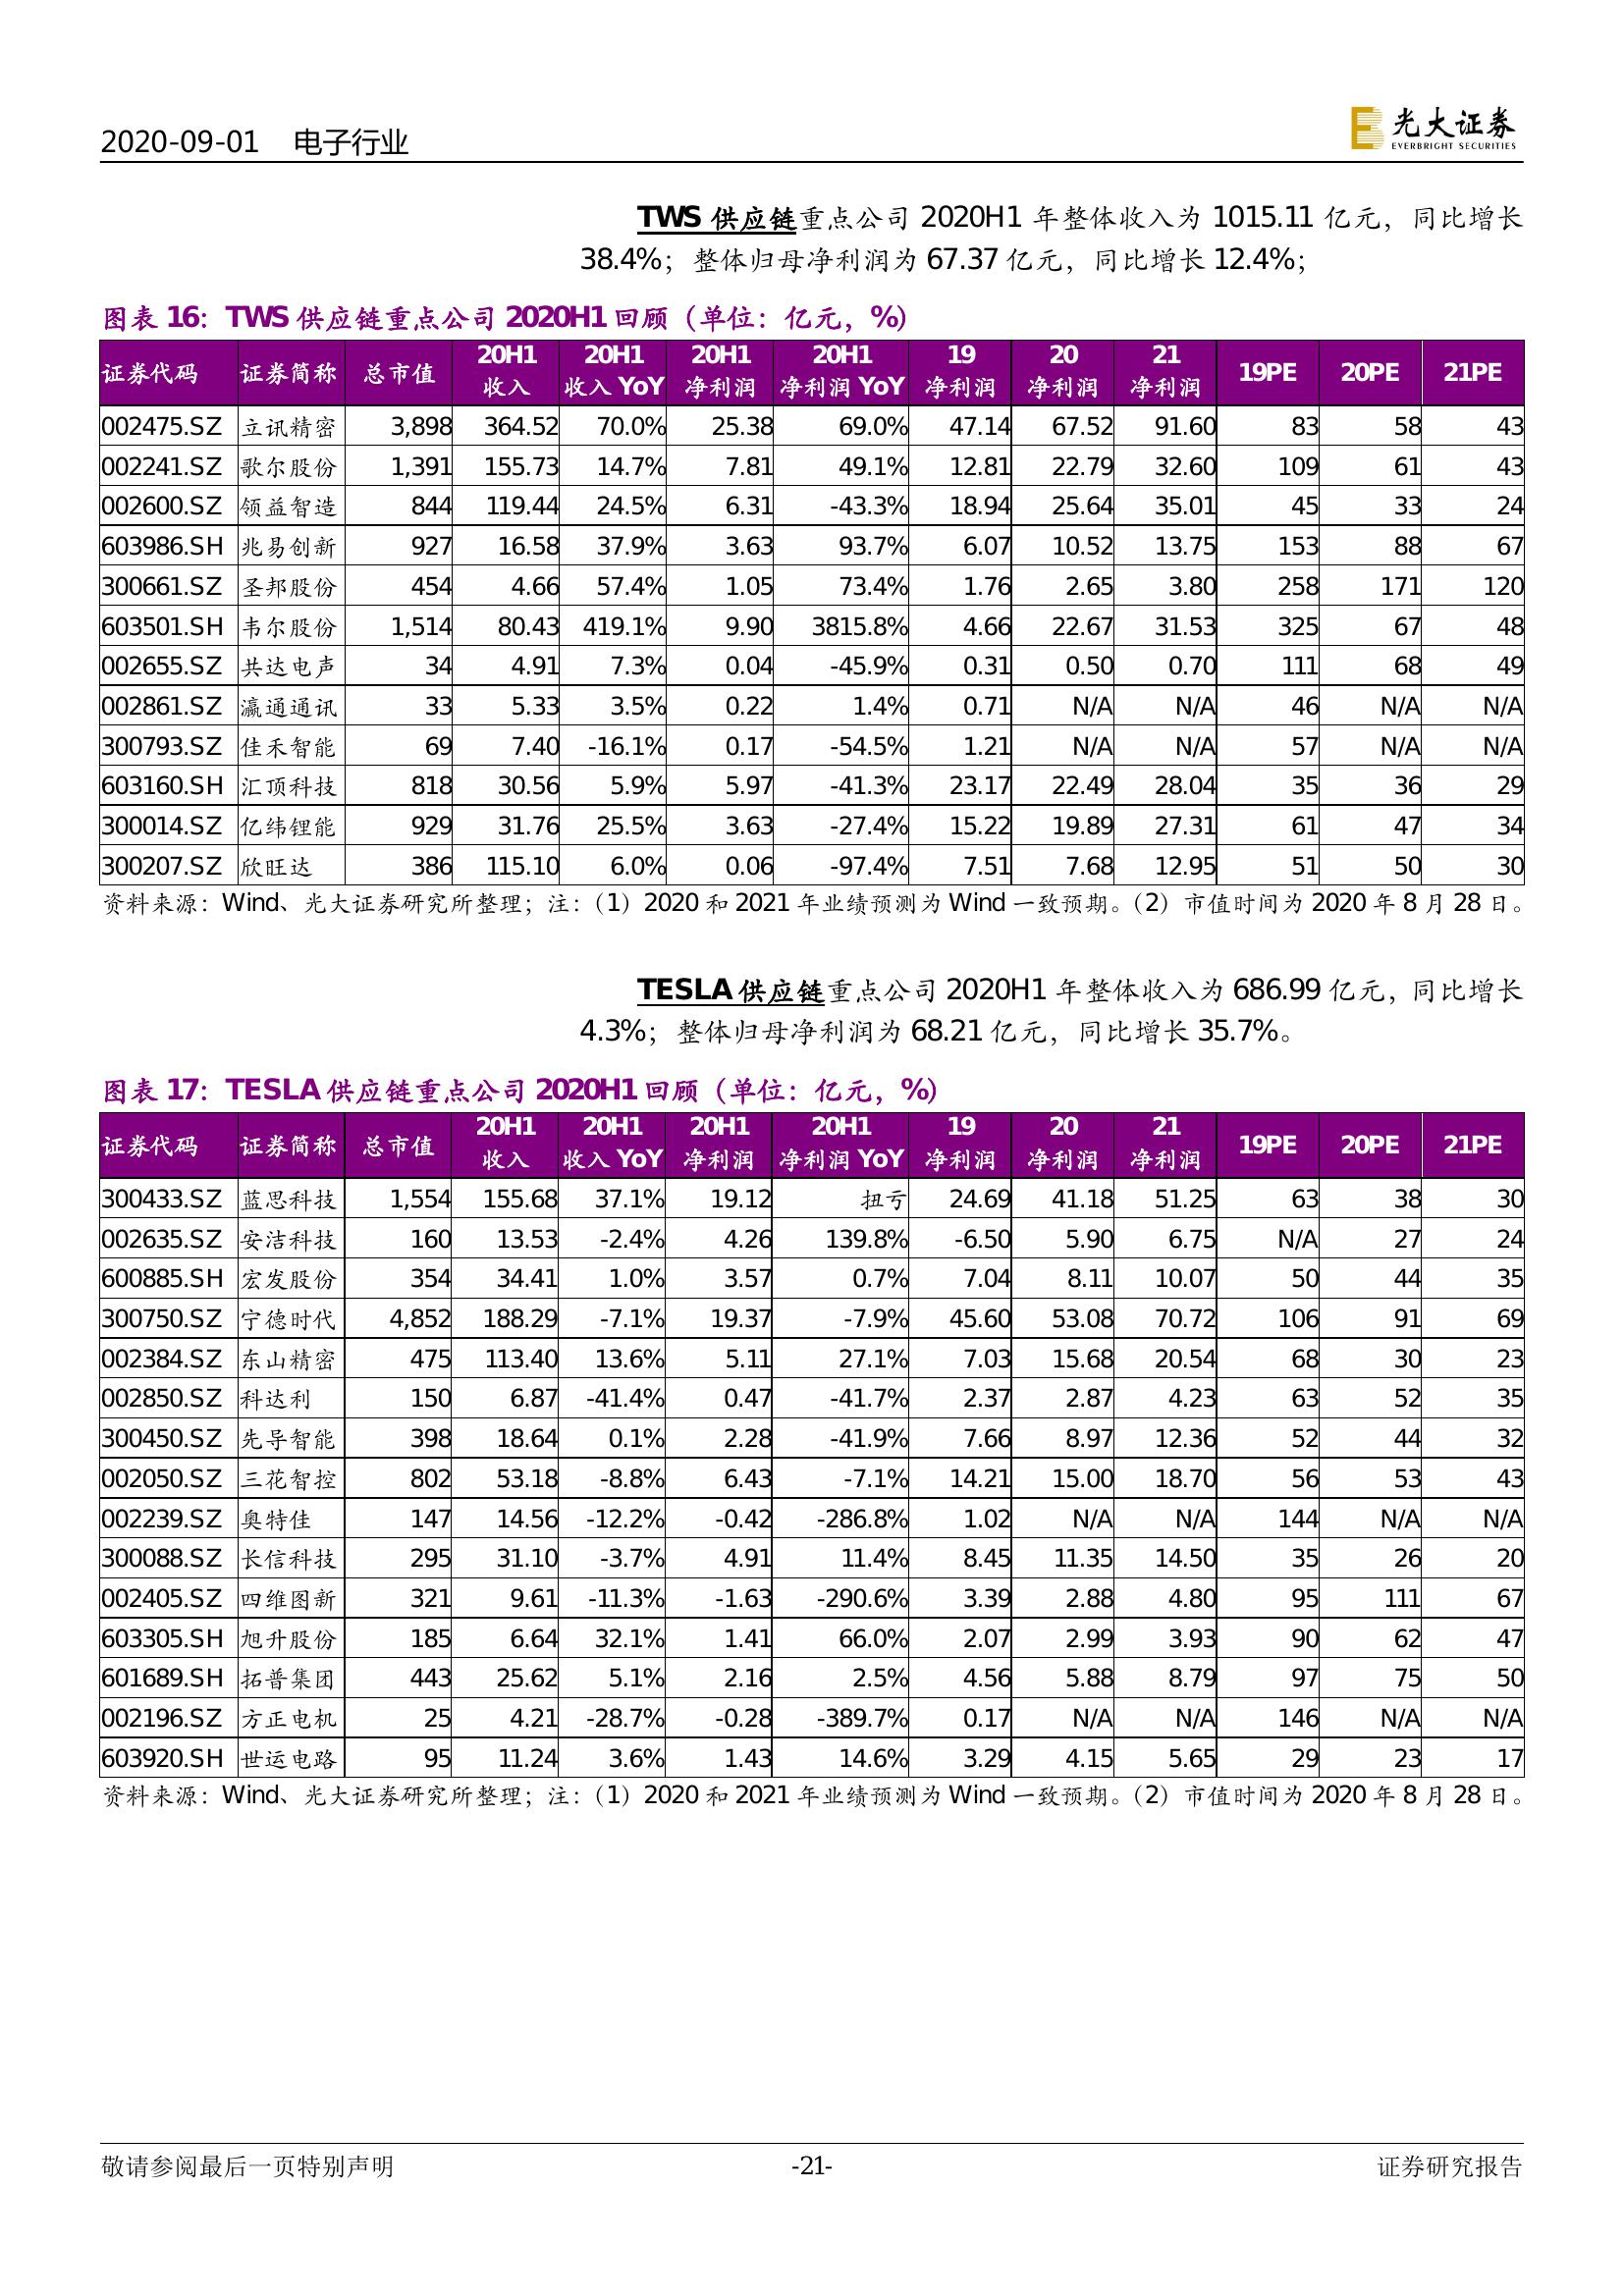 2020-09-01 电子行业
光大证券
EVERBRIGHT SECURITIES
TWS 供应链重点公司 2020H1 年整体收入为 1015.11 亿元，同比增长
38.4%；整体归母净利润为 67.37 亿元，同比增长 12.4%；
图表 16：TWS 供应链重点公司 2020H1 回顾（单位：亿元，%）
证券代码 证券简称 总市值 20H1 收入 20H1 收入 YoY 20H1 净利润 20H1 净利润 YoY 19 净利润 20 净利润 21 净利润 19PE 20PE 21PE
002475.SZ 立讯精密 3,898 364.52 70.0% 25.38 69.0% 47.14 67.52 91.60 83 58 43
002241.SZ 歌尔股份 1,391 155.73 14.7% 7.81 49.1% 12.81 22.79 32.60 109 61 43
002600.SZ 领益智造 844 119.44 24.5% 6.31 -43.3% 18.94 25.64 35.01 45 33 24
603986.SH 兆易创新 927 16.58 37.9% 3.63 93.7% 6.07 10.52 13.75 153 88 67
300661.SZ 圣邦股份 454 4.66 57.4% 1.05 73.4% 1.76 2.65 3.80 258 171 120
603501.SH 韦尔股份 1,514 80.43 419.1% 9.90 3815.8% 4.66 22.67 31.53 325 67 48
002655.SZ 共达电声 34 4.91 7.3% 0.04 -45.9% 0.31 0.50 0.70 111 68 49
002861.SZ 瀛通通讯 33 5.33 3.5% 0.22 1.4% 0.71 N/A N/A 46 N/A N/A
300793.SZ 佳禾智能 69 7.40 -16.1% 0.17 -54.5% 1.21 N/A N/A 57 N/A N/A
603160.SH 汇顶科技 818 30.56 5.9% 5.97 -41.3% 23.17 22.49 28.04 35 36 29
300014.SZ 亿纬锂能 929 31.76 25.5% 3.63 -27.4% 15.22 19.89 27.31 61 47 34
300207.SZ 欣旺达 386 115.10 6.0% 0.06 -97.4% 7.51 7.68 12.95 51 50 30
资料来源：Wind、光大证券研究所整理；注：（1）2020 和 2021 年业绩预测为 Wind 一致预期。（2）市值时间为 2020 年 8 月 28 日。
TESLA 供应链重点公司 2020H1 年整体收入为 686.99 亿元，同比增长
4.3%；整体归母净利润为 68.21 亿元，同比增长 35.7%。
图表 17：TESLA 供应链重点公司 2020H1 回顾（单位：亿元，%）
证券代码 证券简称 总市值 20H1 收入 20H1 收入 YoY 20H1 净利润 20H1 净利润 YoY 19 净利润 20 净利润 21 净利润 19PE 20PE 21PE
300433.SZ 蓝思科技 1,554 155.68 37.1% 19.12 扭亏 24.69 41.18 51.25 63 38 30
002635.SZ 安洁科技 160 13.53 -2.4% 4.26 139.8% -6.50 5.90 6.75 N/A 27 24
600885.SH 宏发股份 354 34.41 1.0% 3.57 0.7% 7.04 8.11 10.07 50 44 35
300750.SZ 宁德时代 4,852 188.29 -7.1% 19.37 -7.9% 45.60 53.08 70.72 106 91 69
002384.SZ 东山精密 475 113.40 13.6% 5.11 27.1% 7.03 15.68 20.54 68 30 23
002850.SZ 科达利 150 6.87 -41.4% 0.47 -41.7% 2.37 2.87 4.23 63 52 35
300450.SZ 先导智能 398 18.64 0.1% 2.28 -41.9% 7.66 8.97 12.36 52 44 32
002050.SZ 三花智控 802 53.18 -8.8% 6.43 -7.1% 14.21 15.00 18.70 56 53 43
002239.SZ 奥特佳 147 14.56 -12.2% -0.42 -286.8% 1.02 N/A N/A 144 N/A N/A
300088.SZ 长信科技 295 31.10 -3.7% 4.91 11.4% 8.45 11.35 14.50 35 26 20
002405.SZ 四维图新 321 9.61 -11.3% -1.63 -290.6% 3.39 2.88 4.80 95 111 67
603305.SH 旭升股份 185 6.64 32.1% 1.41 66.0% 2.07 2.99 3.93 90 62 47
601689.SH 拓普集团 443 25.62 5.1% 2.16 2.5% 4.56 5.88 8.79 97 75 50
002196.SZ 方正电机 25 4.21 -28.7% -0.28 -389.7% 0.17 N/A N/A 146 N/A N/A
603920.SH 世运电路 95 11.24 3.6% 1.43 14.6% 3.29 4.15 5.65 29 23 17
资料来源：Wind、光大证券研究所整理；注：（1）2020 和 2021 年业绩预测为 Wind 一致预期。（2）市值时间为 2020 年 8 月 28 日。
敬请参阅最后一页特别声明 -21- 证券研究报告